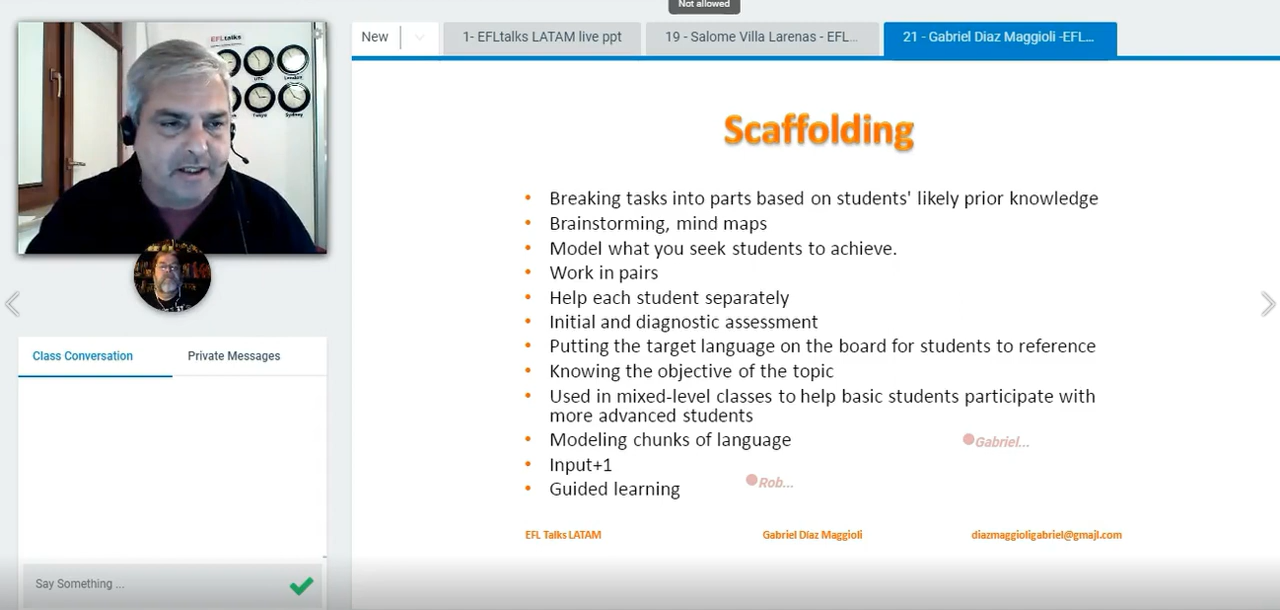 Not allowed
New
1- EFLtalks LATAM live ppt
19 - Salome Villa Larenas - EFL...
21 - Gabriel Diaz Maggioli -EFL...
EFLtalks
UTC
London
Tokyo
Sydney
Scaffolding
• Breaking tasks into parts based on students' likely prior knowledge
• Brainstorming, mind maps
• Model what you seek students to achieve.
• Work in pairs
• Help each student separately
• Initial and diagnostic assessment
• Putting the target language on the board for students to reference
• Knowing the objective of the topic
• Used in mixed-level classes to help basic students participate with
more advanced students
• Modeling chunks of language
• Input+1
• Guided learning
Gabriel...
Rob...
EFL Talks LATAM
Gabriel Díaz Maggioli
diazmaggioligabriel@gmajl.com
Class Conversation
Private Messages
Say Something ...